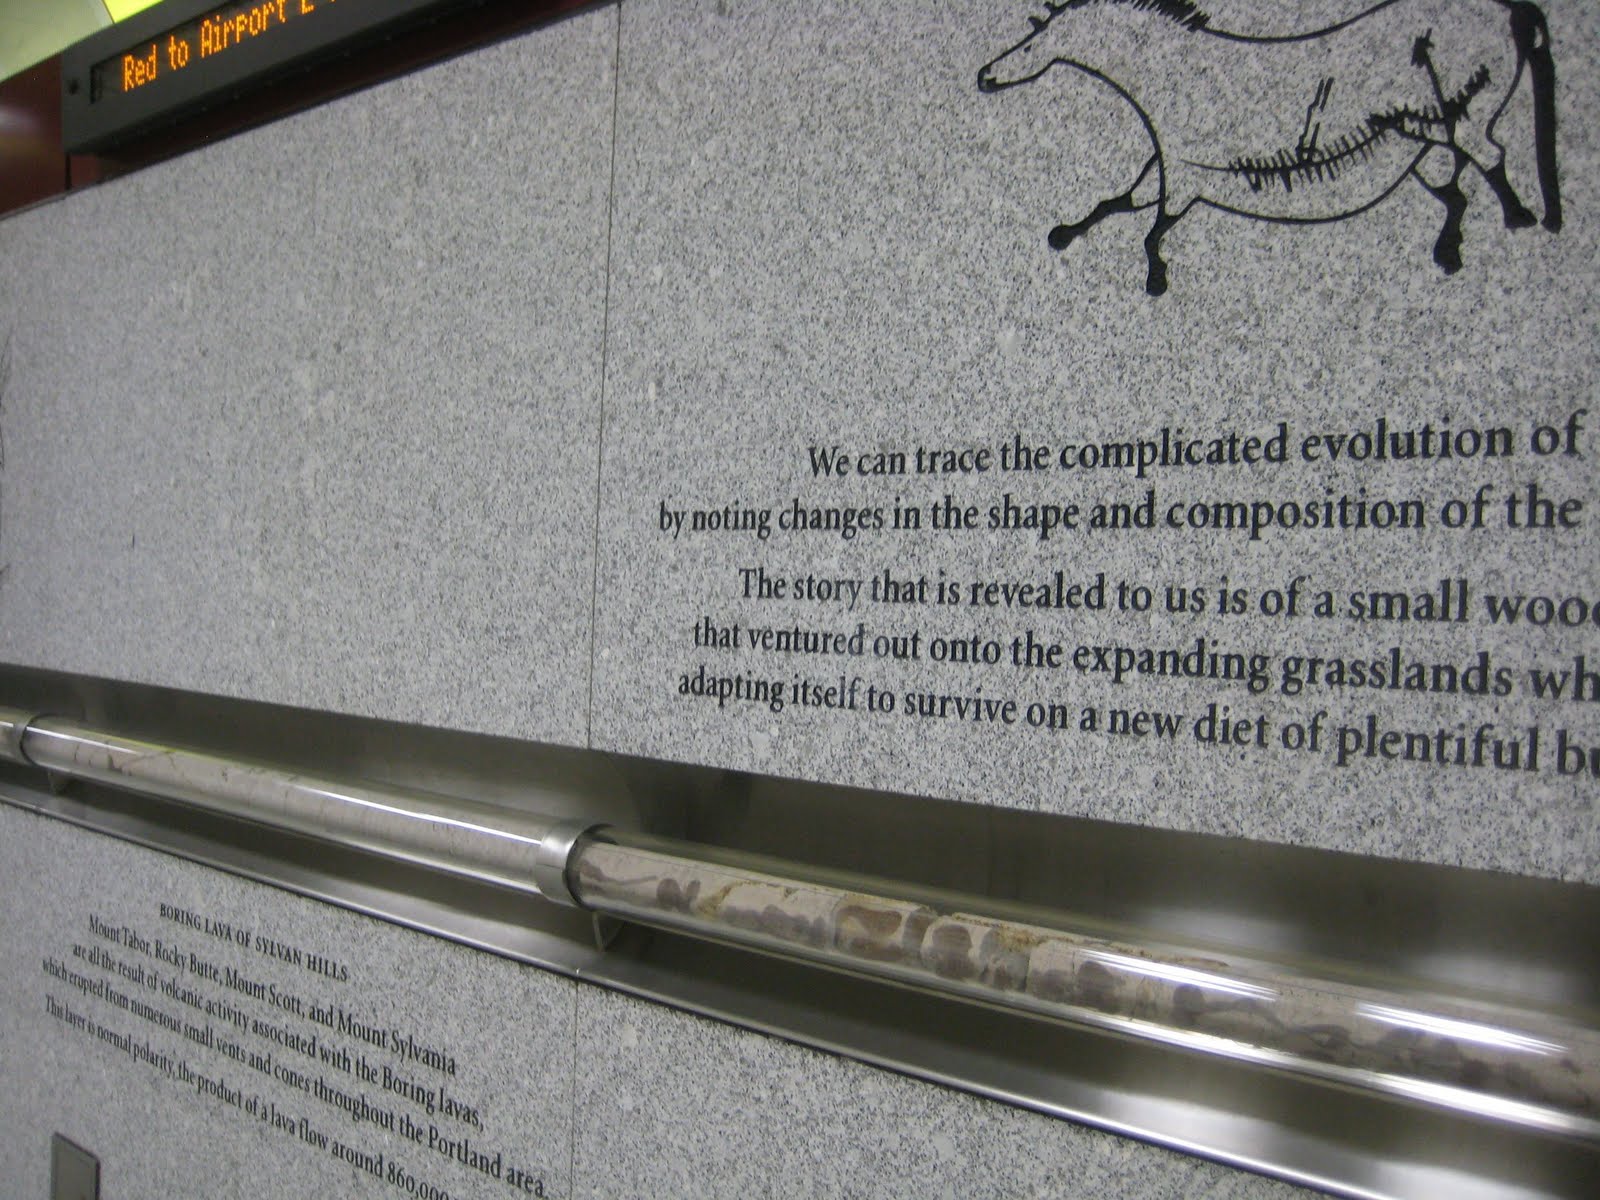 Red to Airport
We can trace the complicated evolution of
by noting changes in the shape and composition of the
The story that is revealed to us is of a small
that ventured out onto the expanding grasslands
adapting itself to survive on a new diet of plentiful
BORING LAVA OF SYLVAN HILLS
Mount Tabor, Rocky Butte, Mount Scott, and Mount Sylvania
are all the result of volcanic activity associated with the Boring lavas,
which erupted from numerous small vents and cones throughout the Portland area.
This layer is normal polarity, the product of a lava flow around 860,000